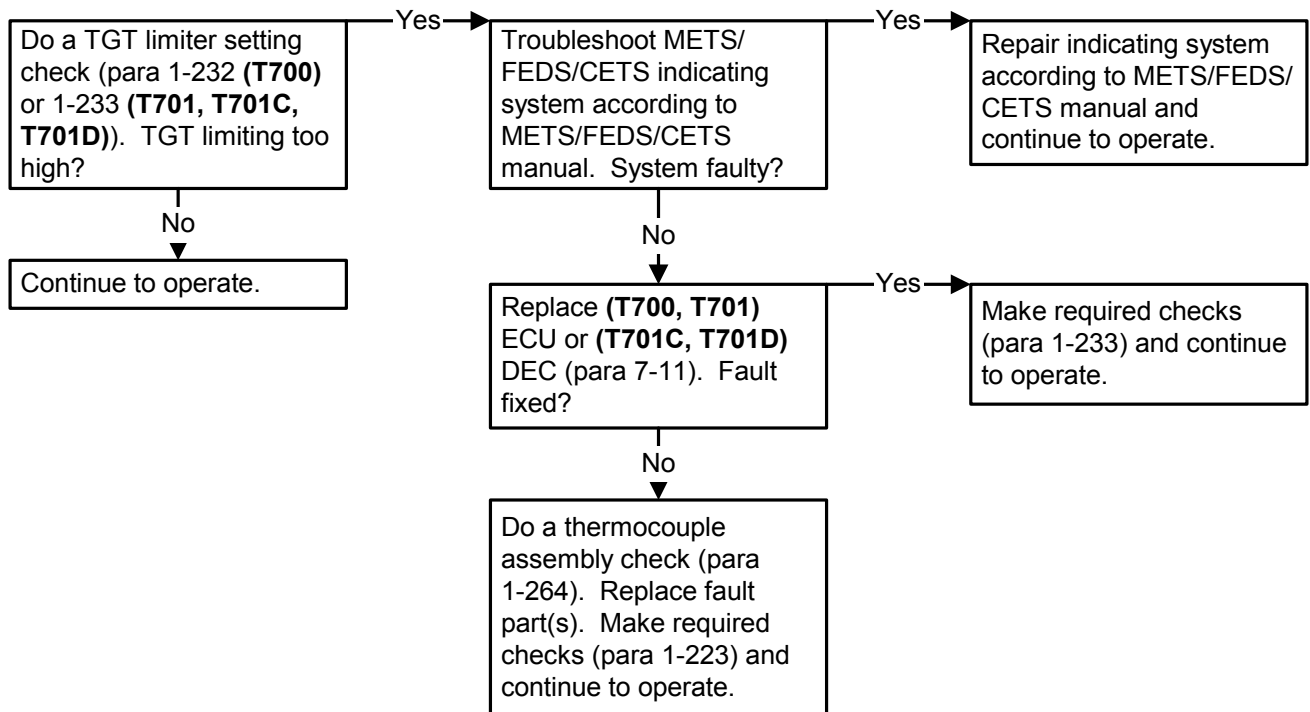 Do a TGT limiter setting
check (para 1-232 (T700)
or 1-233 (T701, T701C,
T701D)). TGT limiting too
high?
Yes
Troubleshoot METS/
FEDS/CETS indicating
system according to
METS/FEDS/CETS
manual. System faulty?
Yes
Repair indicating system
according to METS/FEDS/
CETS manual and
continue to operate.
No
Continue to operate.
No
Replace (T700, T701)
ECU or (T701C, T701D)
DEC (para 7-11). Fault
fixed?
Yes
Make required checks
(para 1-233) and continue
to operate.
No
Do a thermocouple
assembly check (para
1-264). Replace fault
part(s). Make required
checks (para 1-223) and
continue to operate.